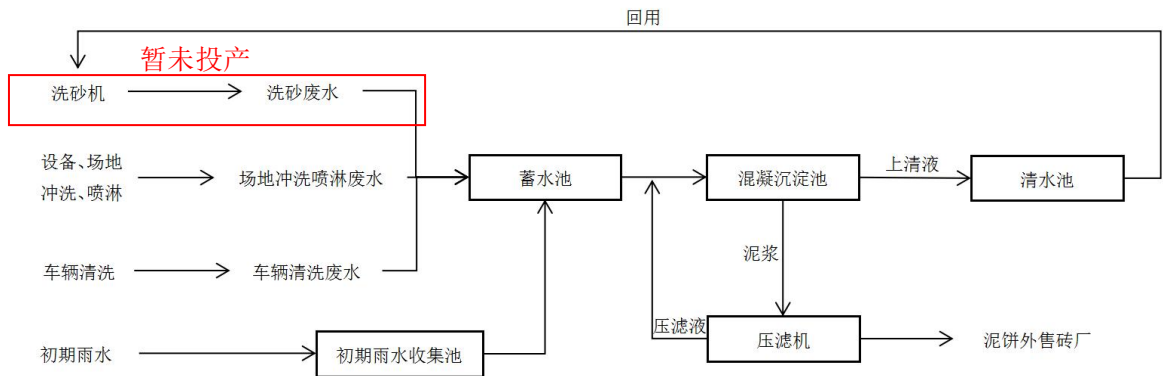 回用
暂未投产
洗砂机
洗砂废水
设备、场地
冲洗、喷淋
场地冲洗喷淋废水
蓄水池
混凝沉淀池
上清液
清水池
泥浆
车辆清洗
车辆清洗废水
压滤液
压滤机
泥饼外售砖厂
初期雨水
初期雨水收集池